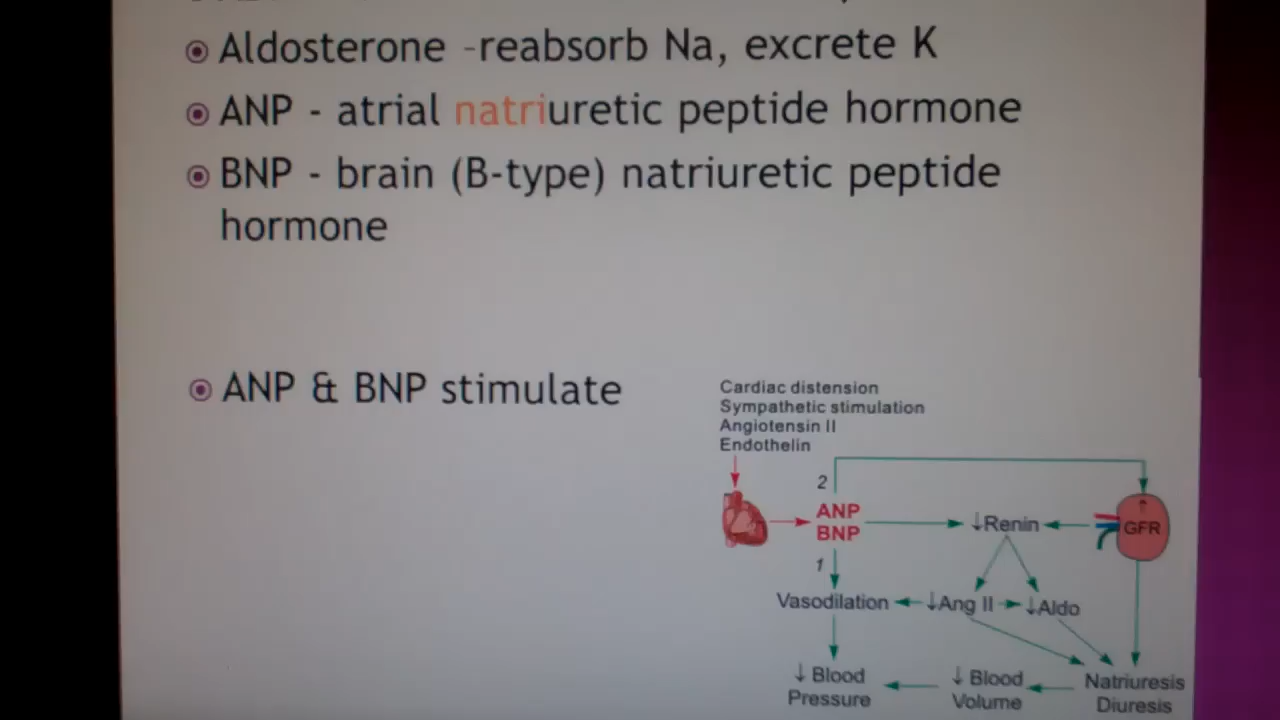 Aldosterone -reabsorb Na, excrete K
ANP - atrial natriuretic peptide hormone
BNP - brain (B-type) natriuretic peptide
hormone
ANP & BNP stimulate
Cardiac distension
Sympathetic stimulation
Angiotensin II
Endothelin
2
ANP
BNP
↓Renin
↑
GFR
1
Vasodilation
↓Ang II
↓Aldo
↓ Blood
Pressure
↓ Blood
Volume
Natriuresis
Diuresis